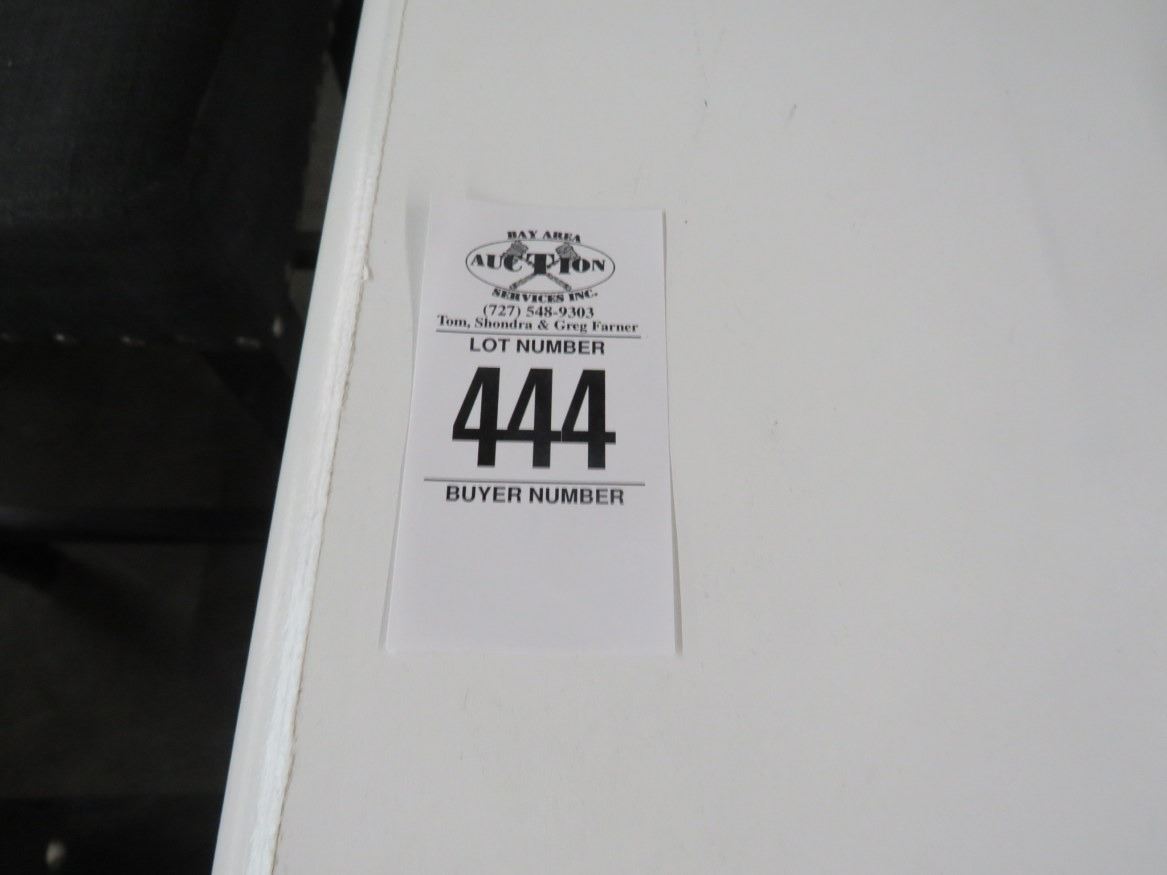 BAY AREA
AUCTION
SERVICES INC.
(727) 548-9303
Tom, Shondra & Greg Farner
LOT NUMBER
444
BUYER NUMBER